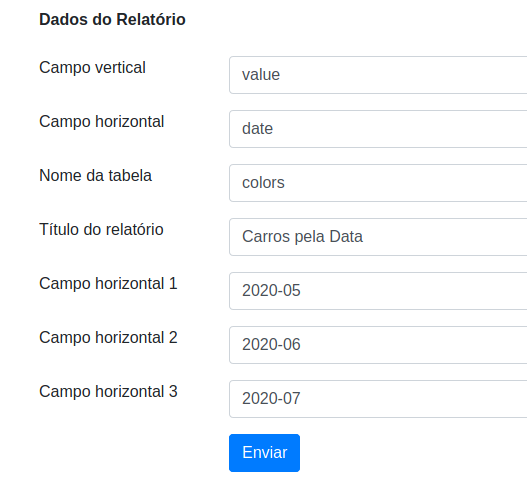 Dados do Relatório
Campo vertical value
Campo horizontal date
Nome da tabela colors
Título do relatório Carros pela Data
Campo horizontal 1 2020-05
Campo horizontal 2 2020-06
Campo horizontal 3 2020-07
Enviar